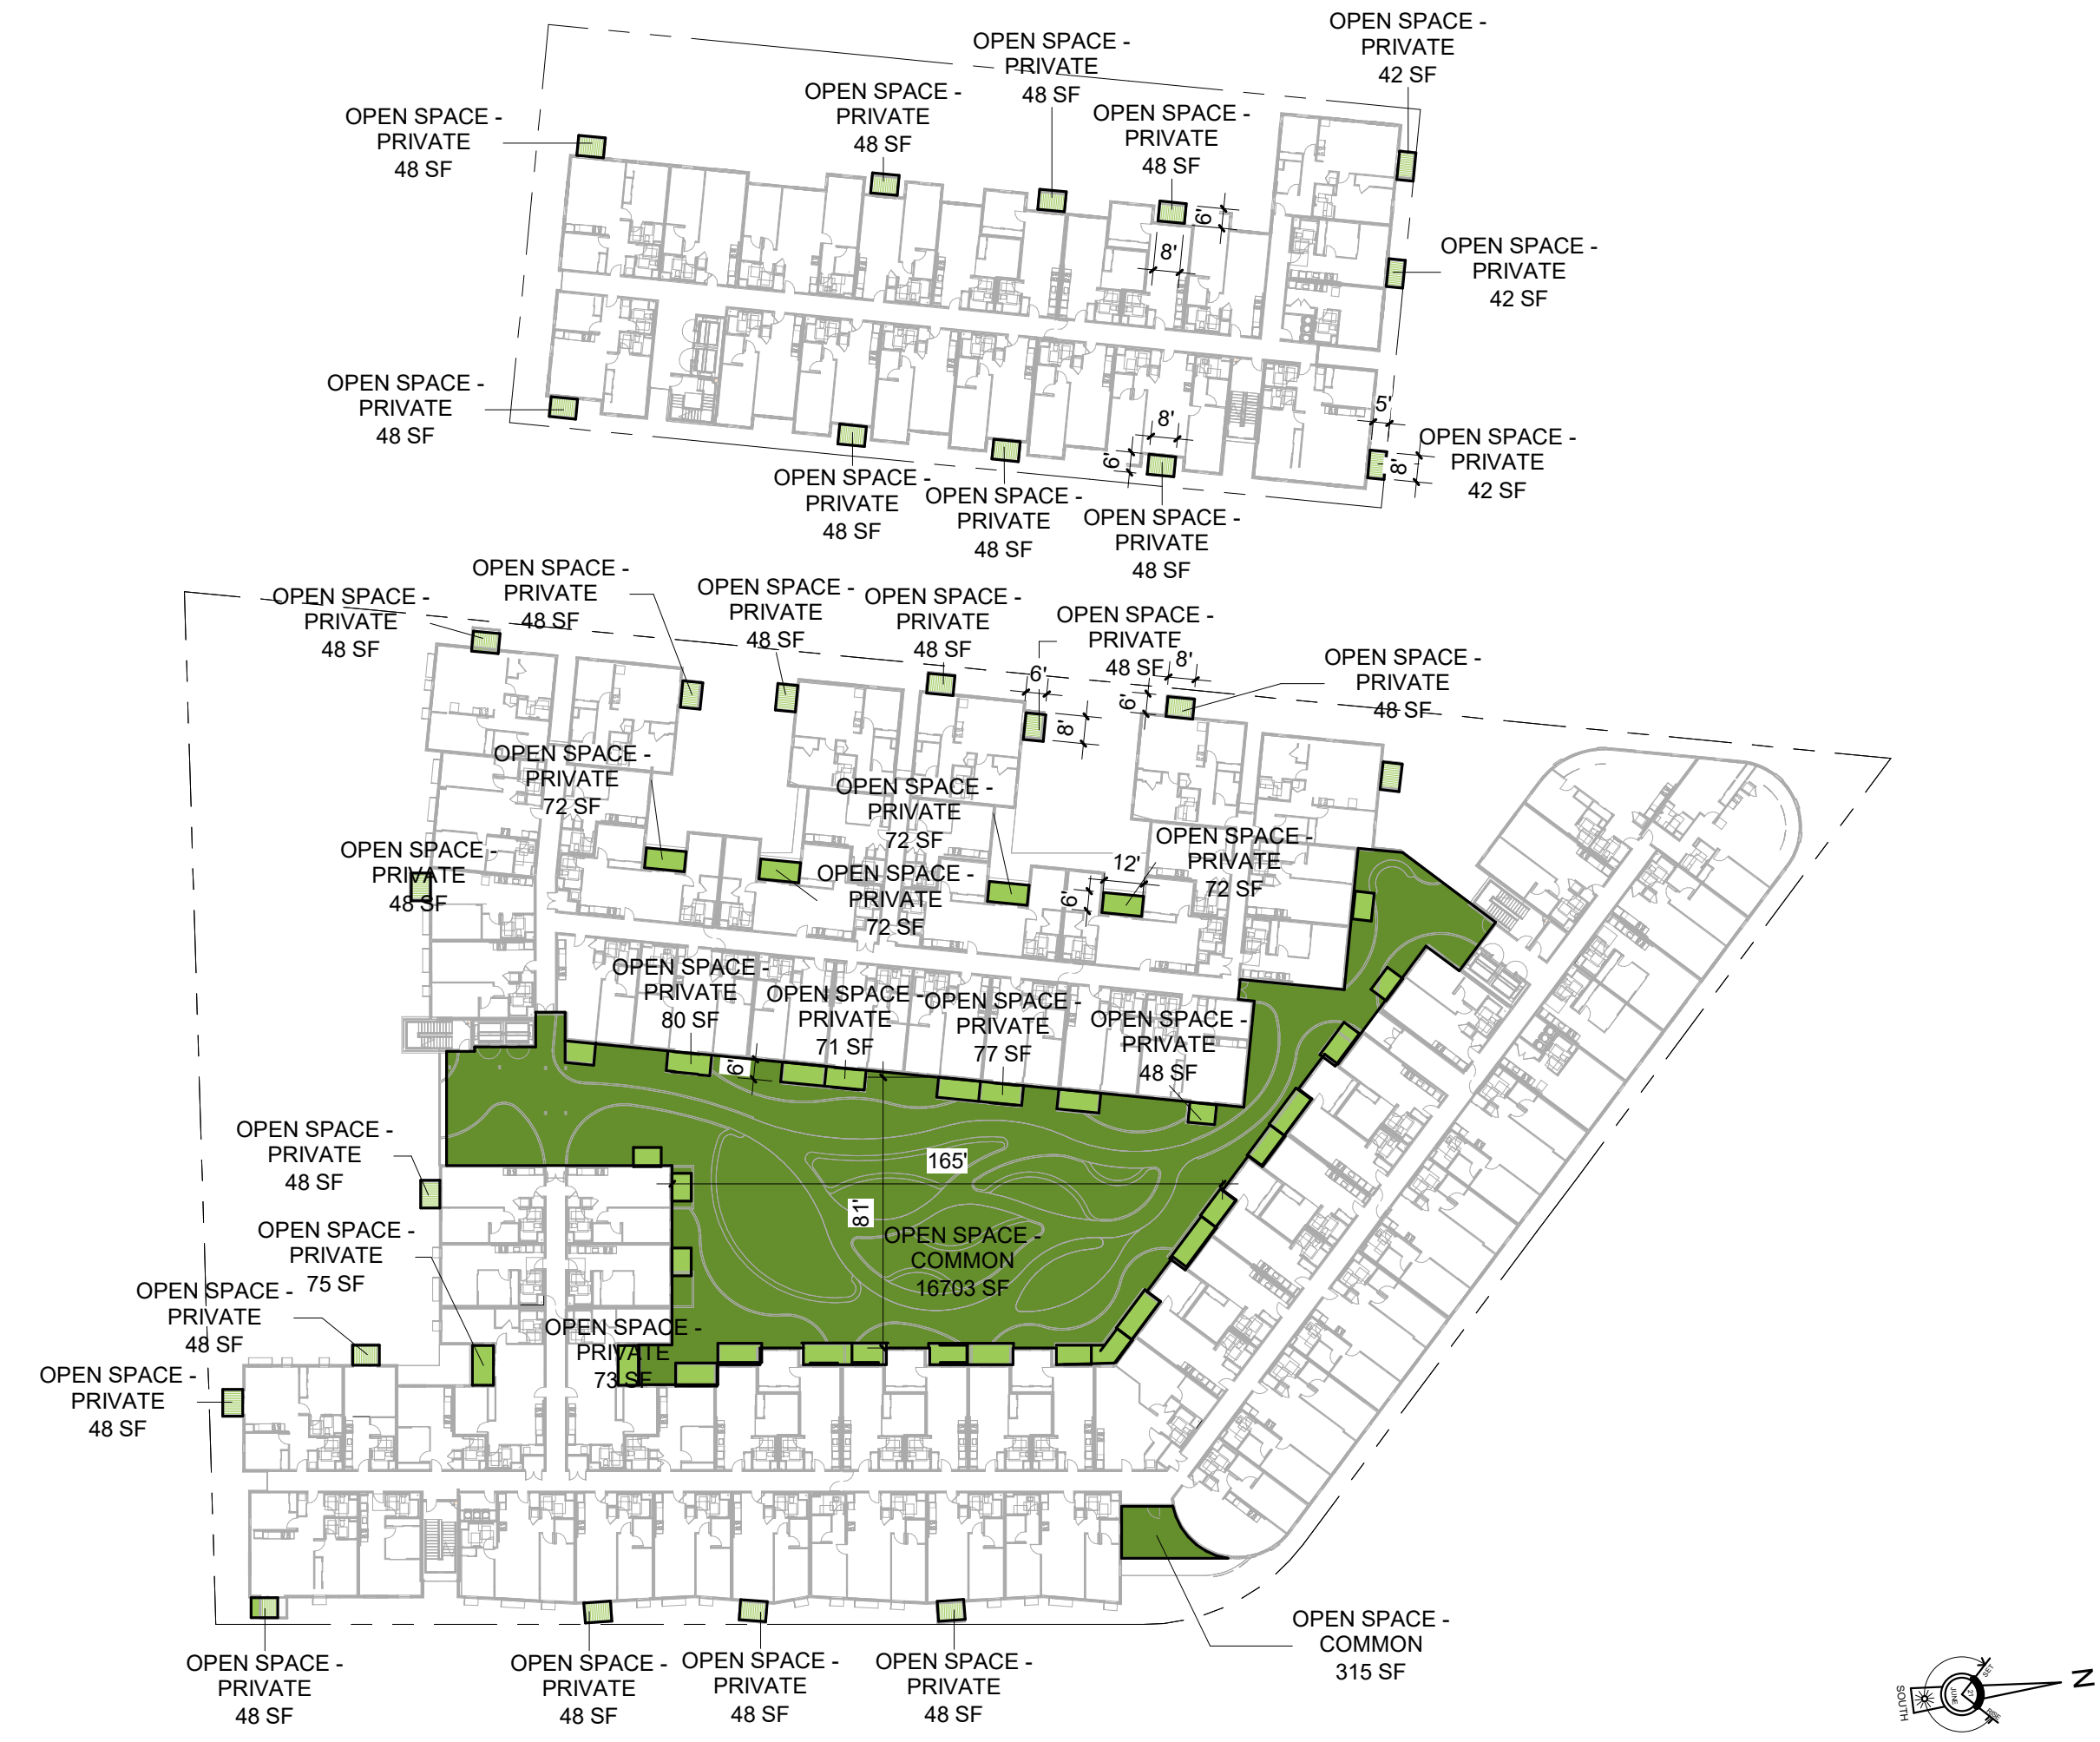 OPEN SPACE -
PRIVATE
42 SF
OPEN SPACE -
PRIVATE
48 SF
OPEN SPACE -
PRIVATE
48 SF
OPEN SPACE -
PRIVATE
48 SF
OPEN SPACE -
PRIVATE
48 SF
6'
8'
OPEN SPACE -
PRIVATE
42 SF
OPEN SPACE -
PRIVATE
48 SF
8'
6'
5'
8'
OPEN SPACE -
PRIVATE
42 SF
OPEN SPACE -
PRIVATE
48 SF
OPEN SPACE -
PRIVATE
48 SF
OPEN SPACE -
PRIVATE
48 SF
OPEN SPACE -
PRIVATE
48 SF
OPEN SPACE -
PRIVATE
48 SF
OPEN SPACE -
PRIVATE
48 SF
OPEN SPACE -
PRIVATE
48 SF
OPEN SPACE -
PRIVATE
48 SF
8'
6'
6'
8'
OPEN SPACE -
PRIVATE
48 SF
OPEN SPACE -
PRIVATE
72 SF
OPEN SPACE -
PRIVATE
72 SF
OPEN SPACE -
PRIVATE
72 SF
12'
6'
OPEN SPACE -
PRIVATE
48 SF
OPEN SPACE -
PRIVATE
72 SF
OPEN SPACE -
PRIVATE
80 SF
OPEN SPACE -
PRIVATE
71 SF
OPEN SPACE -
PRIVATE
77 SF
OPEN SPACE -
PRIVATE
48 SF
6'
OPEN SPACE -
PRIVATE
48 SF
165'
81'
OPEN SPACE -
COMMON
16703 SF
OPEN SPACE -
PRIVATE
75 SF
OPEN SPACE -
PRIVATE
48 SF
OPEN SPACE -
PRIVATE
73 SF
OPEN SPACE -
PRIVATE
48 SF
OPEN SPACE -
COMMON
315 SF
OPEN SPACE -
PRIVATE
48 SF
OPEN SPACE -
PRIVATE
48 SF
OPEN SPACE -
PRIVATE
48 SF
OPEN SPACE -
PRIVATE
48 SF
SOUTH
JUNE
21
SET
RISE
N